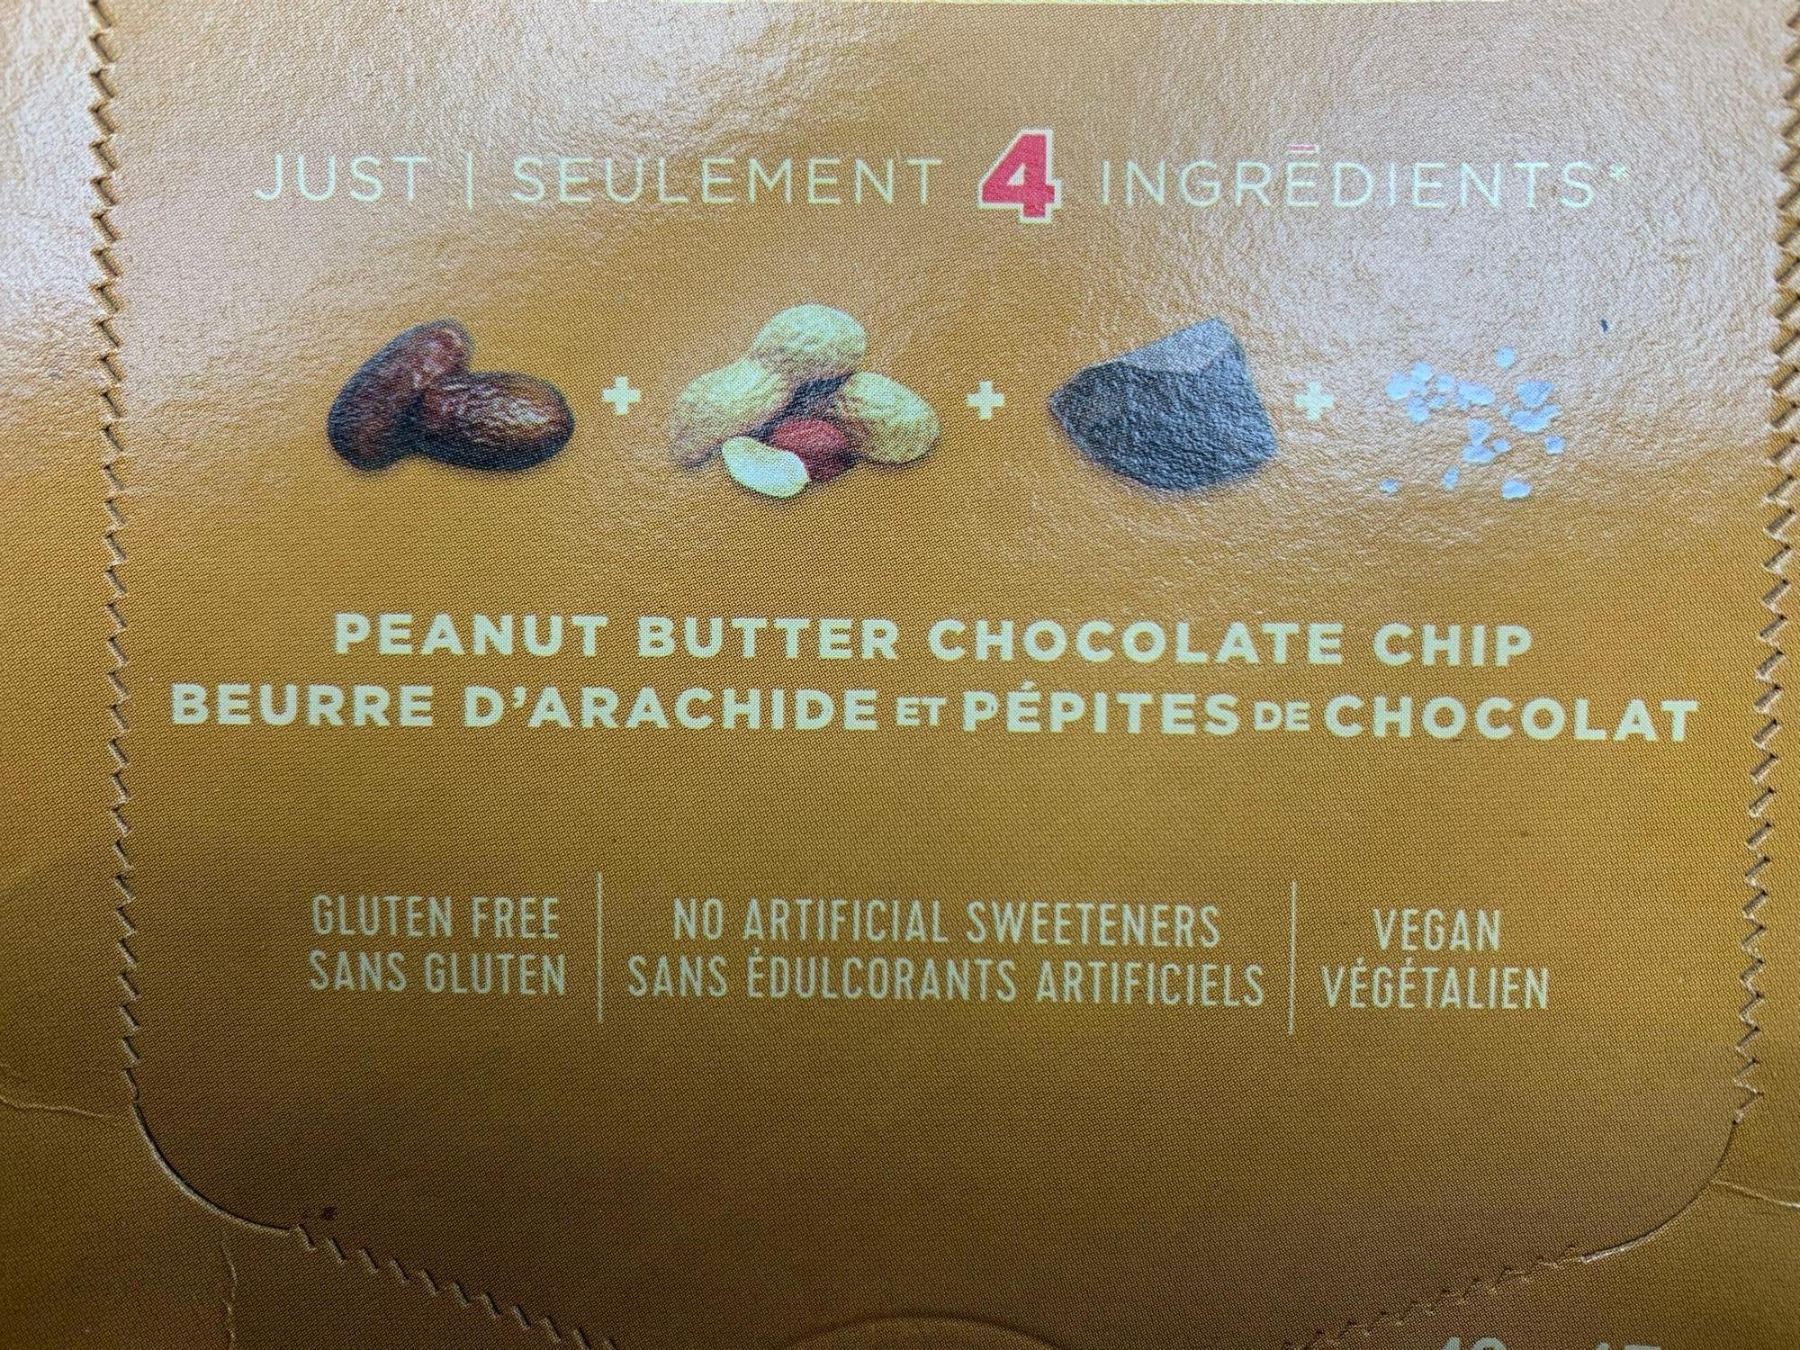 JUST | SEULEMENT 4 INGRĒDIENTS*
+ + +
PEANUT BUTTER CHOCOLATE CHIP
BEURRE D'ARACHIDE ET PÉPITES DE CHOCOLAT
GLUTEN FREE | NO ARTIFICIAL SWEETENERS | VEGAN
SANS GLUTEN | SANS ÉDULCORANTS ARTIFICIELS | VÉGÉTALIEN